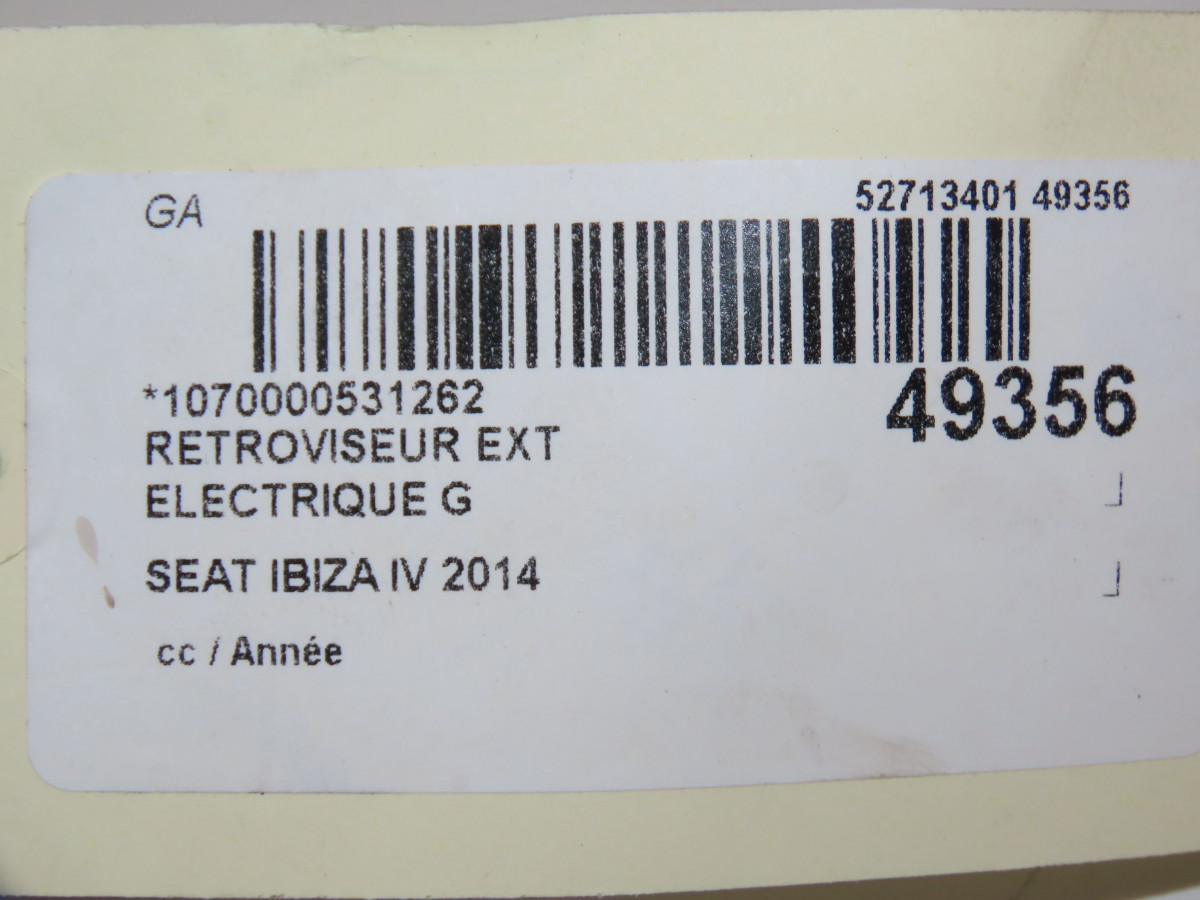 GA
52713401 49356
*1070000531262
49356
RETROVISEUR EXT
ELECTRIQUE G
SEAT IBIZA IV 2014
cc / Année